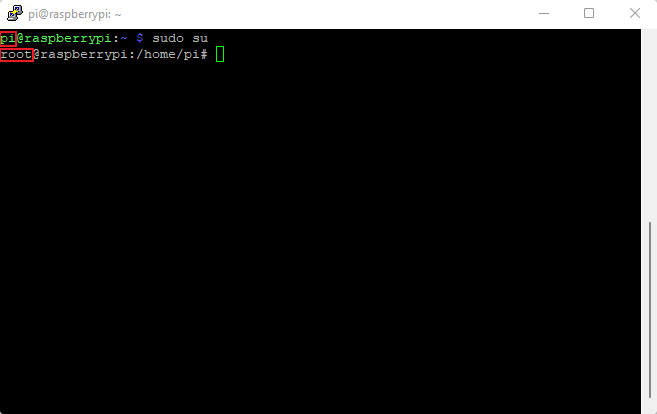 pi@raspberrypi: ~
pi@raspberrypi:~ $ sudo su
root@raspberrypi:/home/pi#